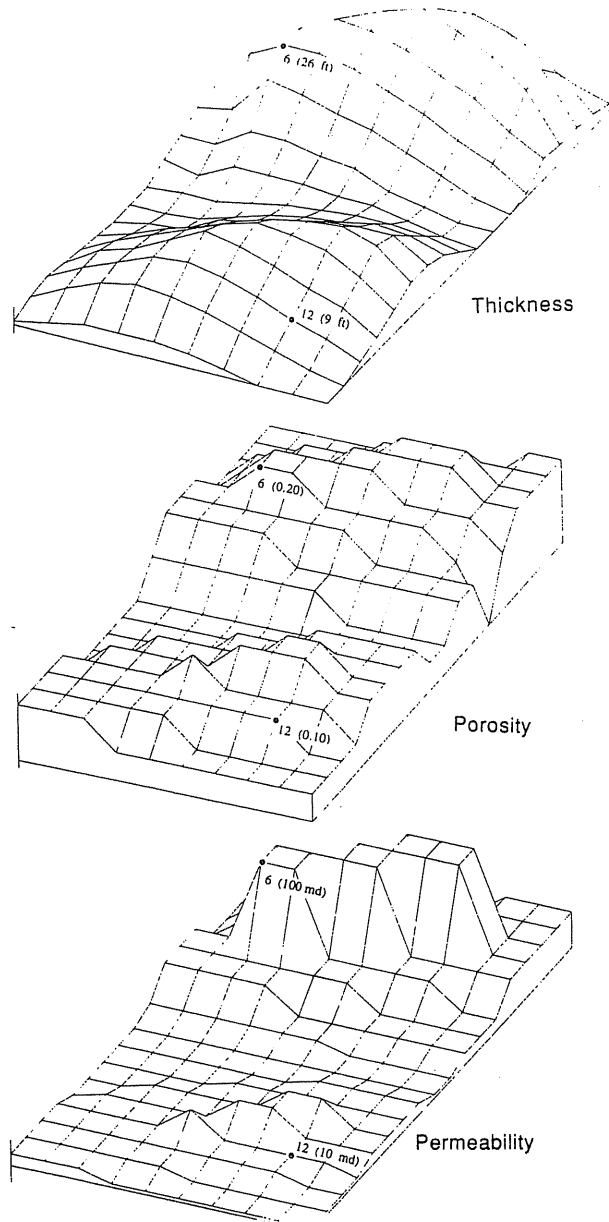 6 (26 ft)
12 (9 ft)
Thickness
6 (0.20)
12 (0.10)
Porosity
6 (100 md)
12 (10 md)
Permeability